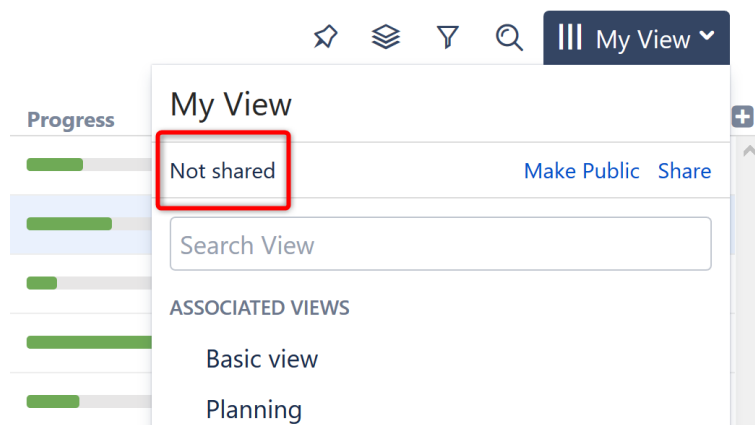 My View
Progress
My View
Not shared
Make Public Share
Search View
ASSOCIATED VIEWS
Basic view
Planning